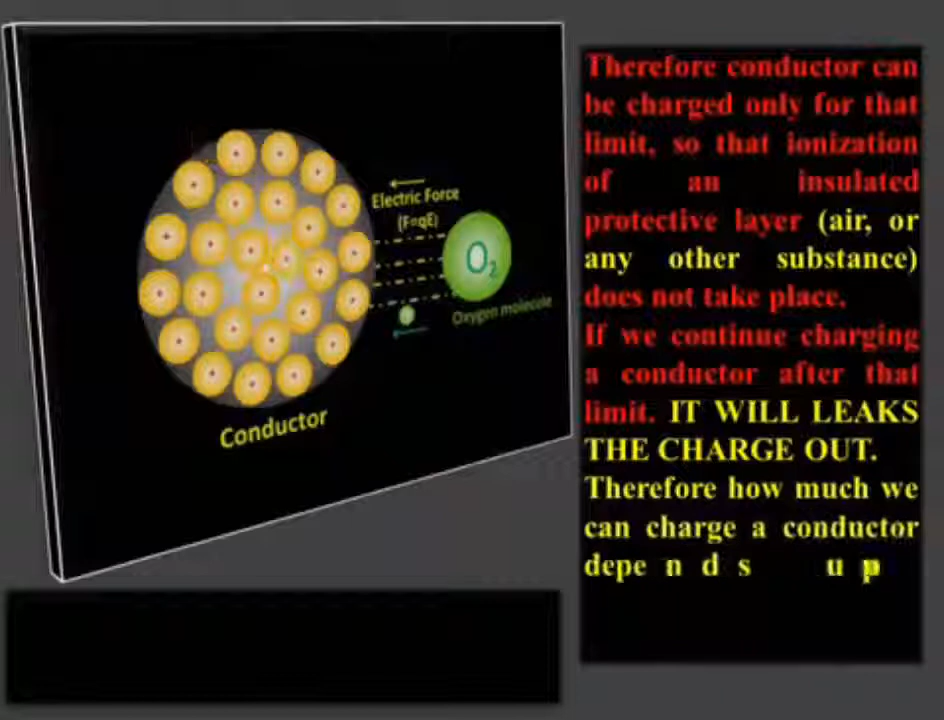 Electric Force
(F=qE)
O2
Oxygen molecule
Conductor
Therefore conductor can
be charged only for that
limit, so that ionization
of an insulated
protective layer (air, or
any other substance)
does not take place.
If we continue charging
a conductor after that
limit. IT WILL LEAKS
THE CHARGE OUT.
Therefore how much we
can charge a conductor
depends up